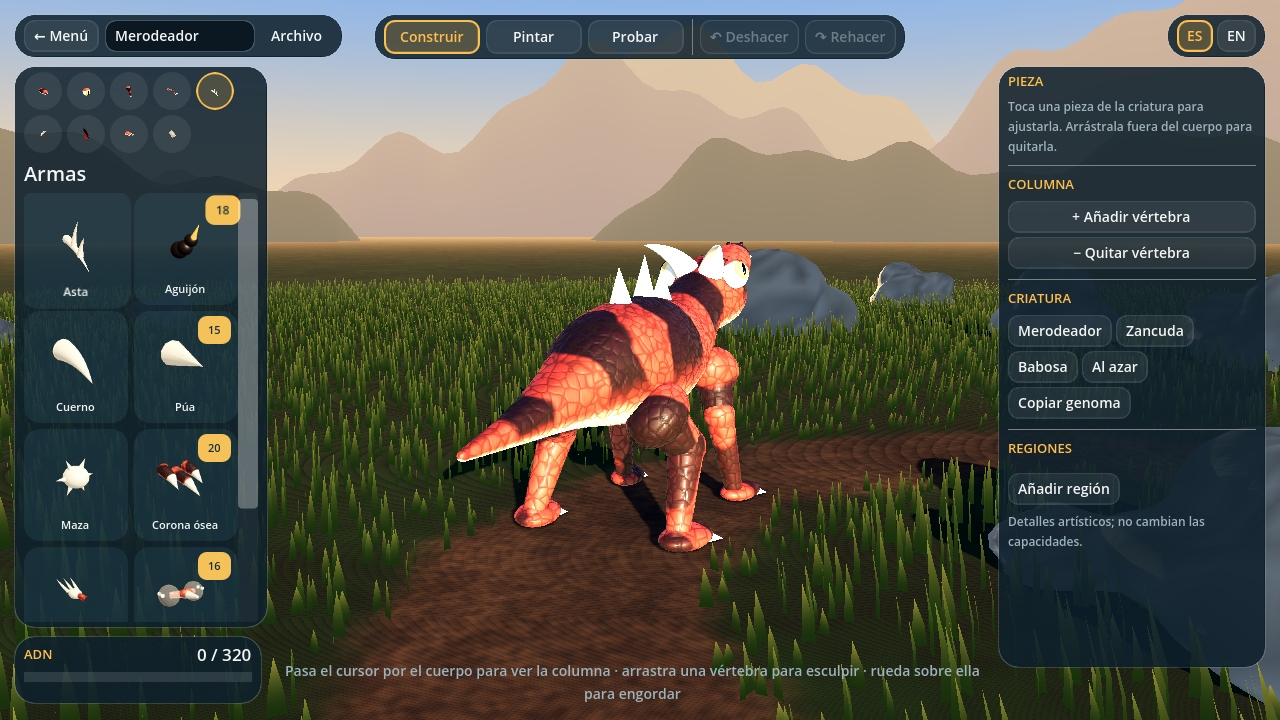 ← Menú
Merodeador
Archivo
Construir
Pintar
Probar
↶ Deshacer
↷ Rehacer
ES
EN
Armas
Asta
18
Aguijón
Cuerno
15
Púa
Maza
20
Corona ósea
16
ADN
0 / 320
PIEZA
Toca una pieza de la criatura para
ajustarla. Arrástrala fuera del cuerpo para
quitarla.
COLUMNA
+ Añadir vértebra
− Quitar vértebra
CRIATURA
Merodeador
Zancuda
Babosa
Al azar
Copiar genoma
REGIONES
Añadir región
Detalles artísticos; no cambian las
capacidades.
Pasa el cursor por el cuerpo para ver la columna · arrastra una vértebra para esculpir · rueda sobre ella
para engordar